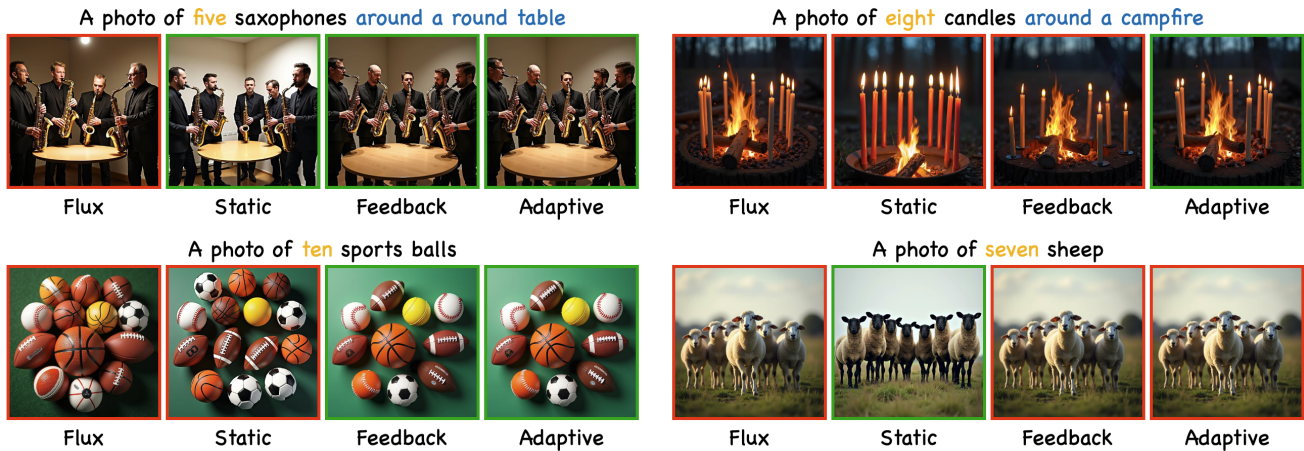 A photo of five saxophones around a round table
Flux Static Feedback Adaptive
A photo of eight candles around a campfire
Flux Static Feedback Adaptive
A photo of ten sports balls
Flux Static Feedback Adaptive
A photo of seven sheep
Flux Static Feedback Adaptive